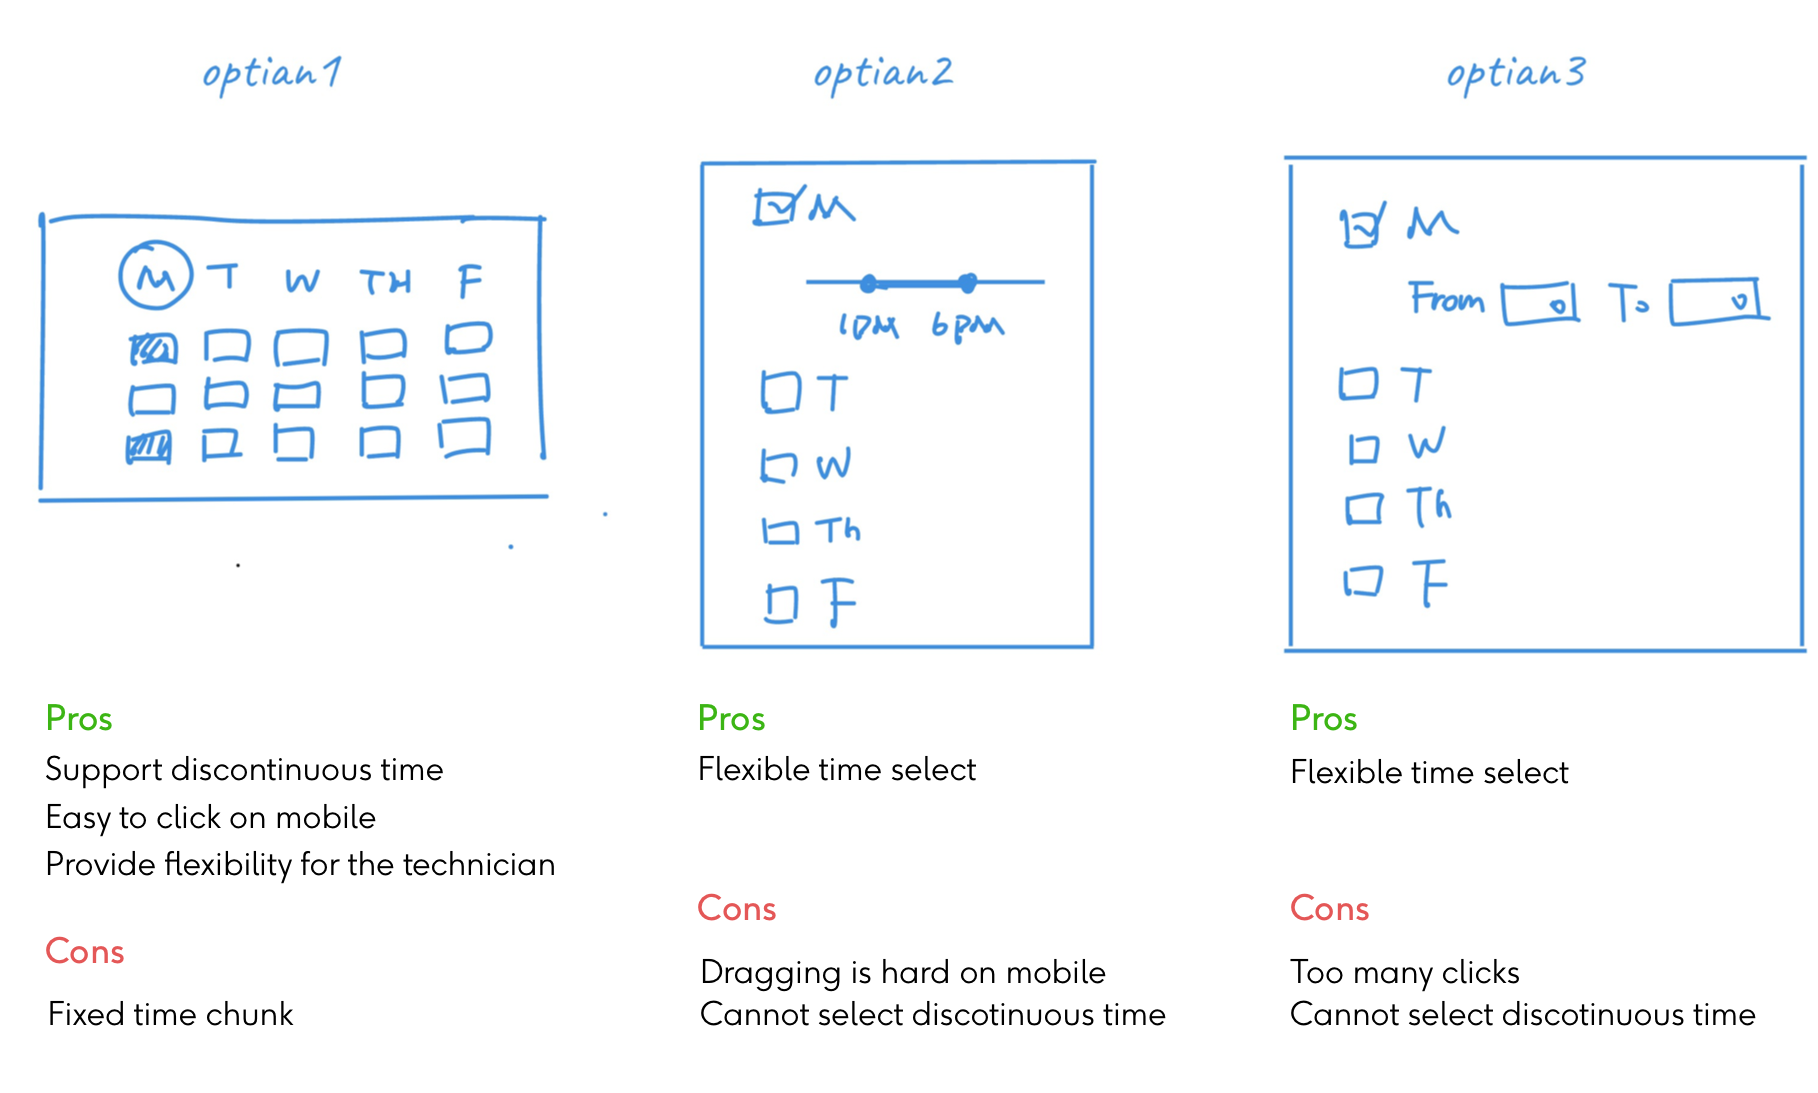 optian1
M T W TH F
Pros
Support discontinuous time
Easy to click on mobile
Provide flexibility for the technician
Cons
Fixed time chunk
optian2
M
6pm
T
W
Th
F
Pros
Flexible time select
Cons
Dragging is hard on mobile
Cannot select discotinuous time
optian3
M
From To
T
W
Th
F
Pros
Flexible time select
Cons
Too many clicks
Cannot select discotinuous time